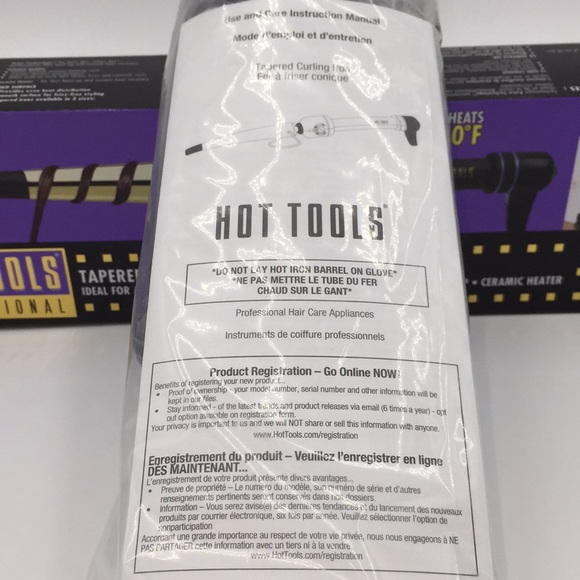 Use and Care Instruction Manual
Mode d'emploi et d'entretien
Tapered Curling Iron
Fer à friser conique
HOT TOOLS
*DO NOT LAY HOT IRON BARREL ON GLOVE*
*NE PAS METTRE LE TUBE DU FER
CHAUD SUR LE GANT*
Professional Hair Care Appliances
Instruments de coiffure professionnels
Product Registration – Go Online NOW!
Benefits of registering your new product...
• Proof of ownership - your model number, serial number and other information will be
kept in our files.
• Stay informed - of the latest trends and product releases via email (6 times a year) - opt
out option available on registration form.
Your privacy is important to us and we will NOT share or sell this information with anyone.
www.HotTools.com/registration
Enregistrement du produit – Veuillez l'enregistrer en ligne
DÈS MAINTENANT...
L'enregistrement de votre produit présente divers avantages...
• Preuve de propriété – Le numéro du modèle, son numéro de série et d'autres
renseignements pertinents seront conservés dans nos dossiers.
• Information – Vous serez avisé(e) des dernières tendances et du lancement des nouveaux
produits par courrier électronique, six fois par année. Veuillez sélectionner l'option de
nonparticipation
Accordant une grande importance au respect de votre vie privée, nous nous engageons à NE
PAS PARTAGER cette information avec un tiers ni à la vendre
www.HotTools.com/registration
OOLS
IONAL
TAPERE
IDEAL FOR
HEATS
0°F
• CERAMIC HEATER